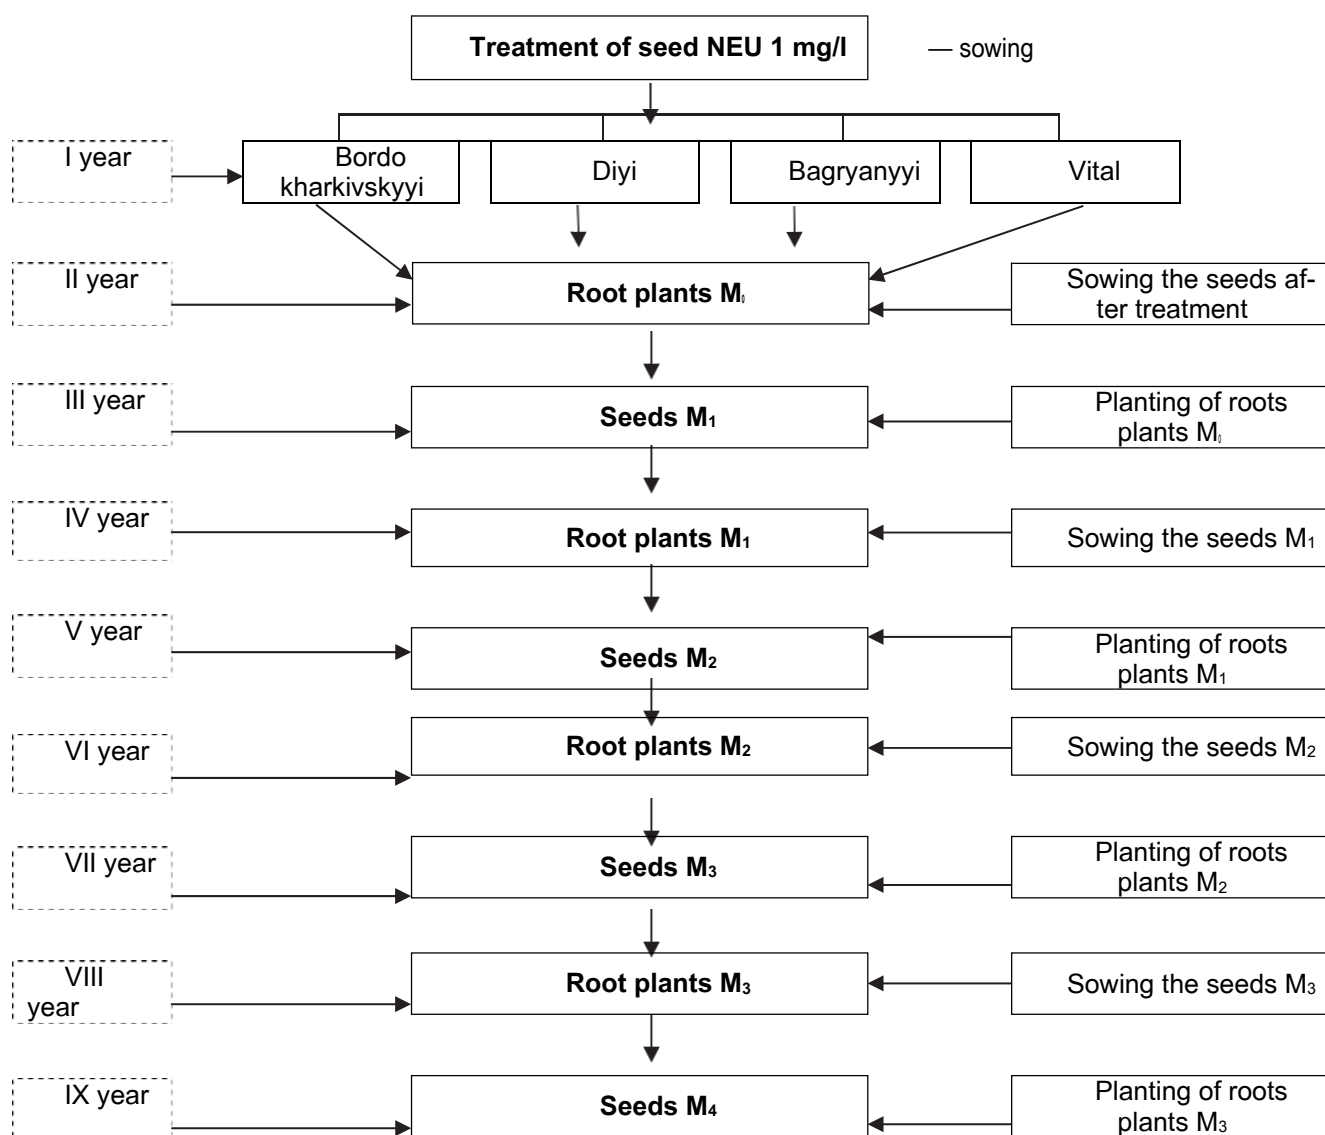 Treatment of seed NEU 1 mg/l
— sowing
I year
Bordo
kharkivskyyi
Diyi
Bagryanyyi
Vital
II year
Root plants M₀
Sowing the seeds af-
ter treatment
III year
Seeds M₁
Planting of roots
plants M₀
IV year
Root plants M₁
Sowing the seeds M₁
V year
Seeds M₂
Planting of roots
plants M₁
VI year
Root plants M₂
Sowing the seeds M₂
VII year
Seeds M₃
Planting of roots
plants M₂
VIII
year
Root plants M₃
Sowing the seeds M₃
IX year
Seeds M₄
Planting of roots
plants M₃